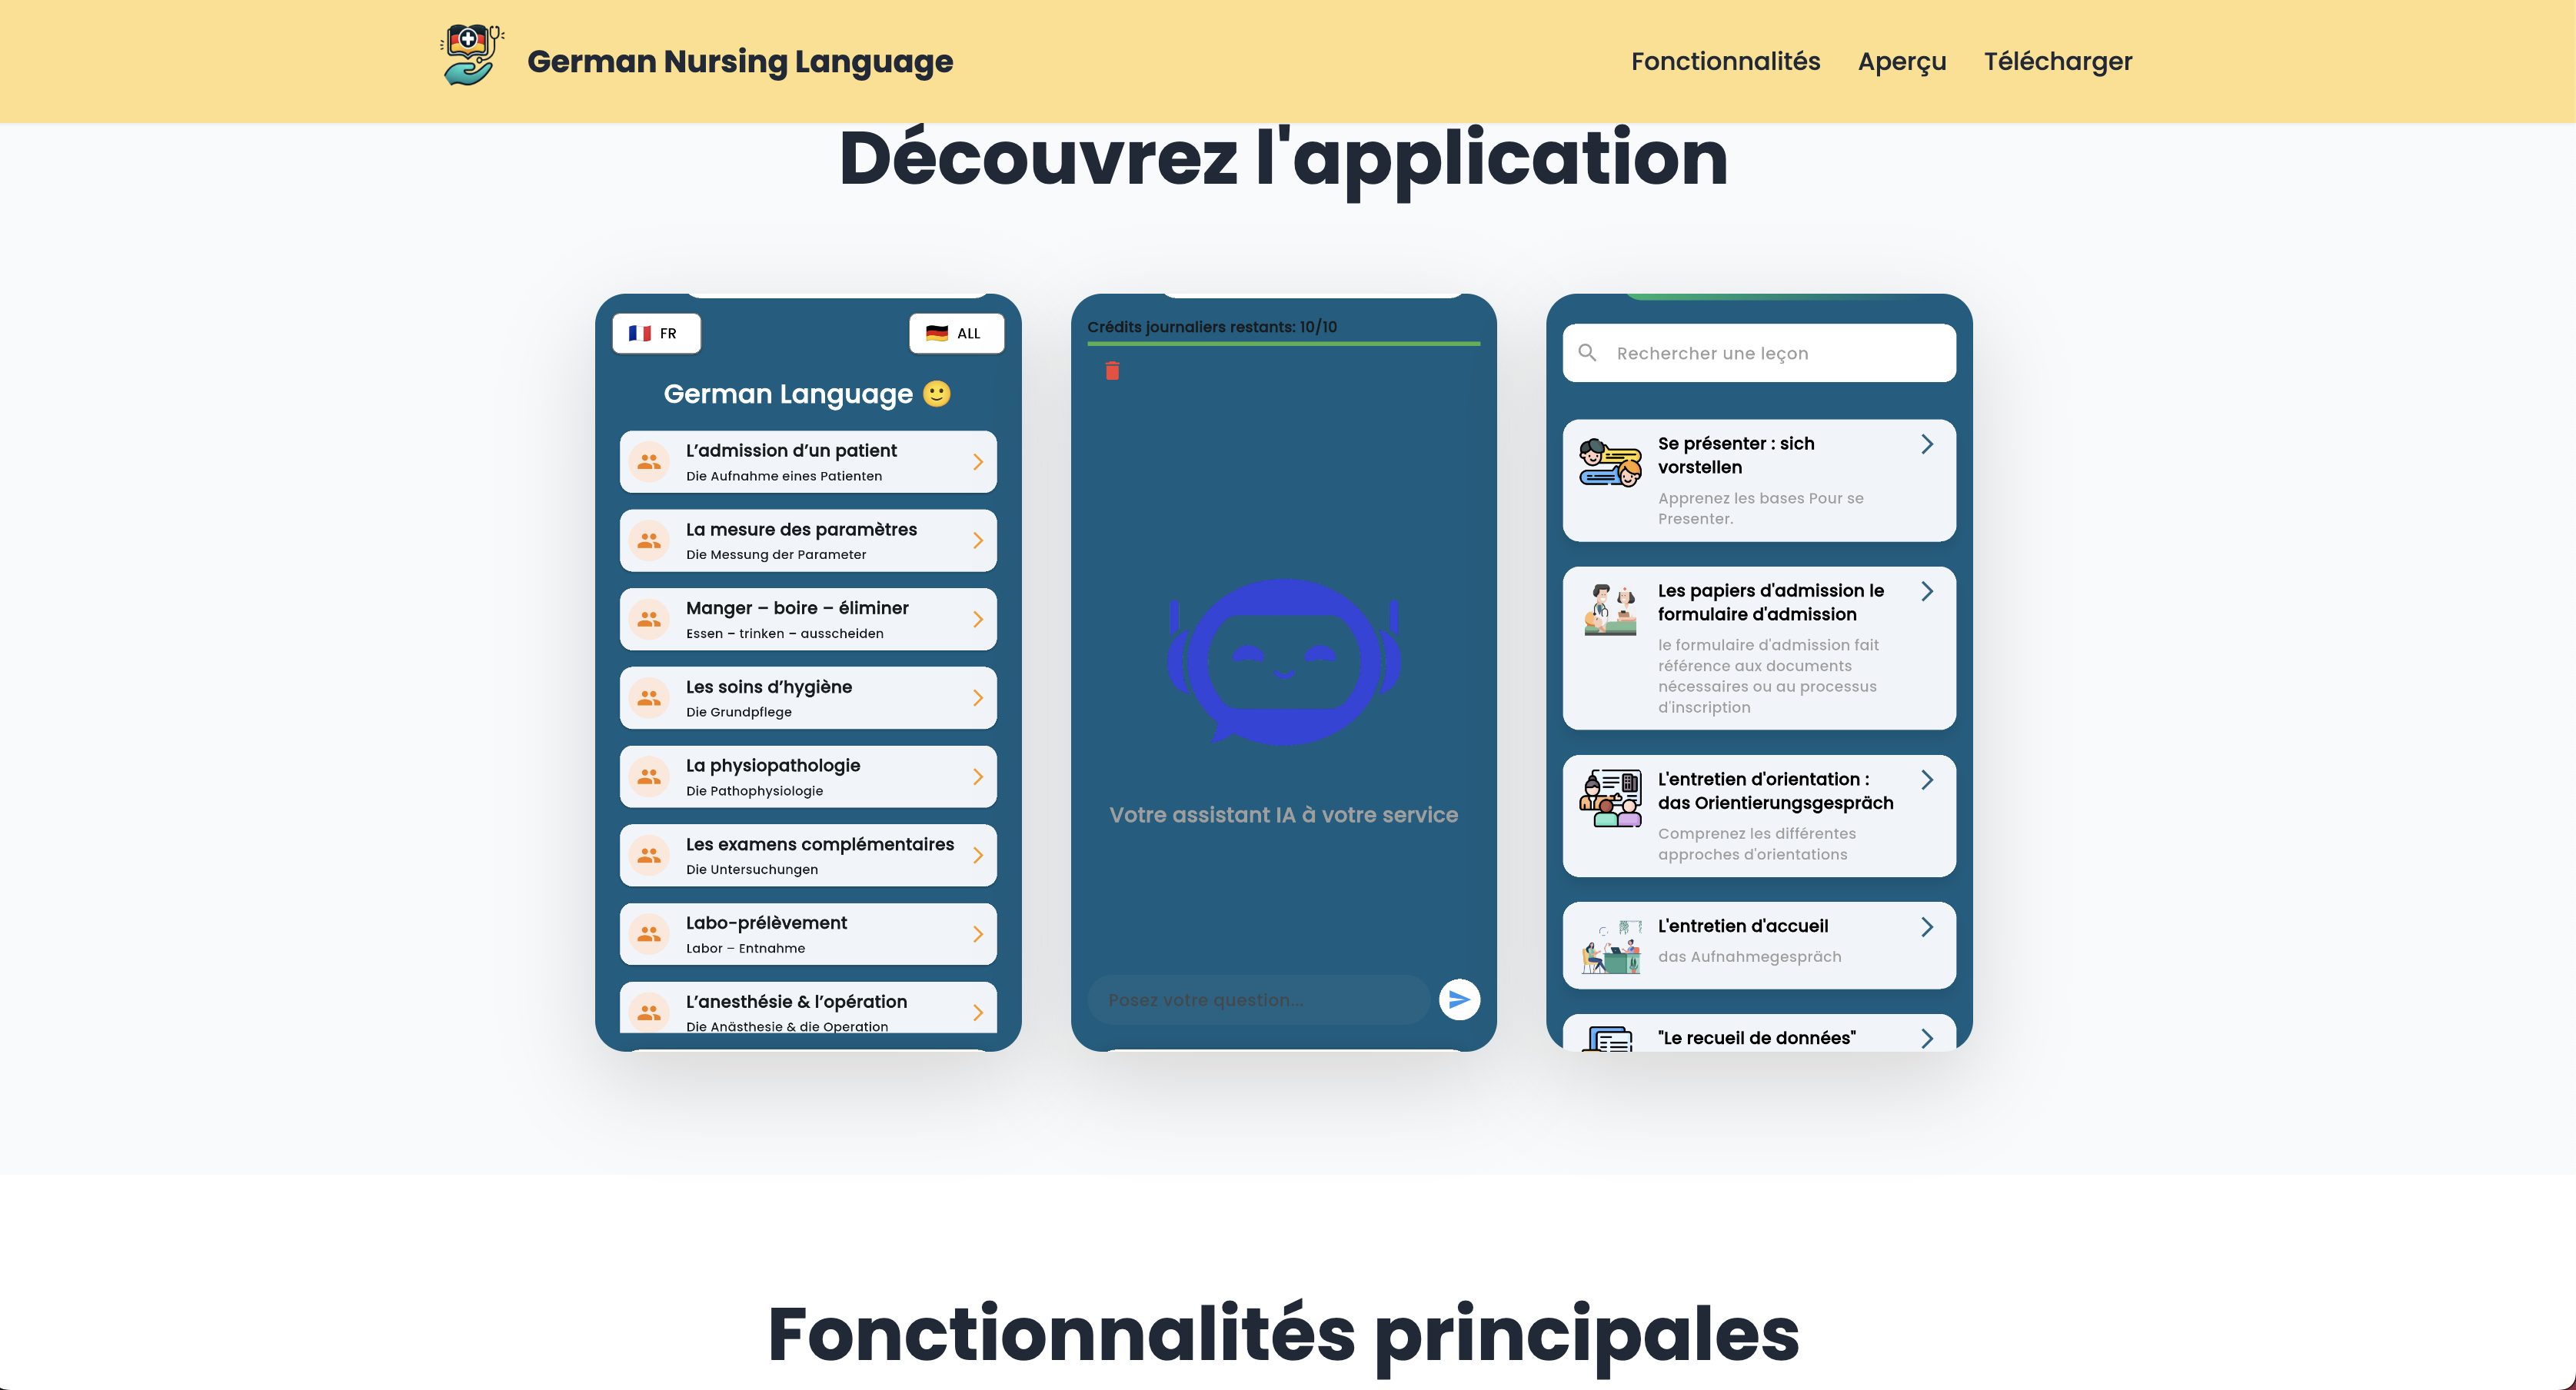 German Nursing Language
Fonctionnalités
Aperçu
Télécharger
Découvrez l'application
FR
ALL
German Language
L’admission d’un patient
Die Aufnahme eines Patienten
La mesure des paramètres
Die Messung der Parameter
Manger – boire – éliminer
Essen – trinken – ausscheiden
Les soins d’hygiène
Die Grundpflege
La physiopathologie
Die Pathophysiologie
Les examens complémentaires
Die Untersuchungen
Labo-prélèvement
Labor – Entnahme
L’anesthésie & l’opération
Die Anästhesie & die Operation
Crédits journaliers restants: 10/10
Votre assistant IA à votre service
Posez votre question...
Rechercher une leçon
Se présenter : sich
vorstellen
Apprenez les bases Pour se
Presenter.
Les papiers d'admission le
formulaire d'admission
le formulaire d'admission fait
référence aux documents
nécessaires ou au processus
d'inscription
L'entretien d'orientation :
das Orientierungsgespräch
Comprenez les différentes
approches d'orientations
L'entretien d'accueil
das Aufnahmegespräch
"Le recueil de données"
Fonctionnalités principales